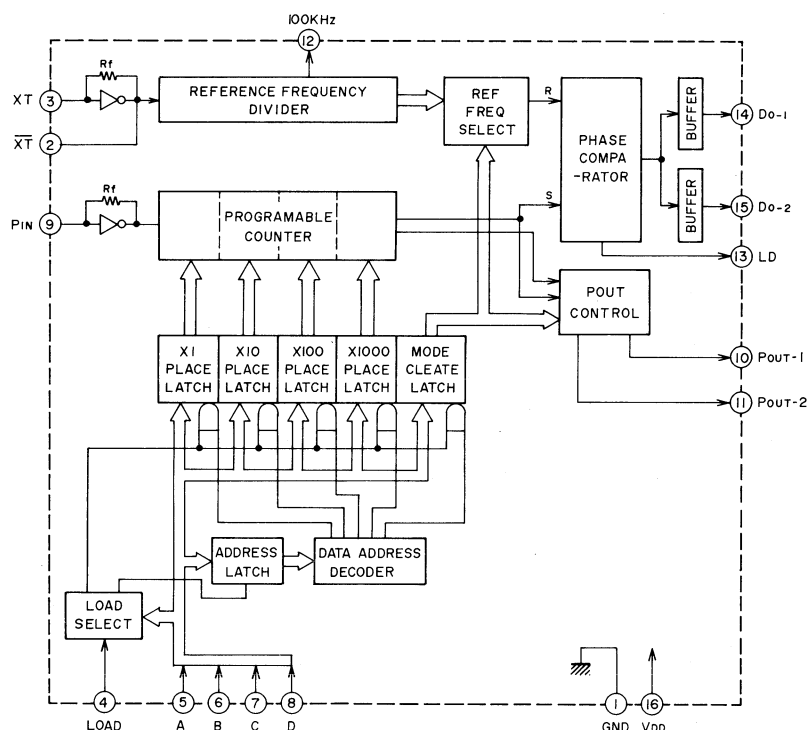 100KHz
12
Rf
XT
3
REFERENCE FREQUENCY
DIVIDER
REF
FREQ
SELECT
R
PHASE
COMPA
-RATOR
BUFFER
14
Do-1
XT
2
Rf
PIN
9
PROGRAMABLE
COUNTER
S
BUFFER
15
Do-2
13
LD
POUT
CONTROL
X1
PLACE
LATCH
X10
PLACE
LATCH
X100
PLACE
LATCH
X1000
PLACE
LATCH
MODE
CLEATE
LATCH
10
POUT-1
11
POUT-2
ADDRESS
LATCH
DATA ADDRESS
DECODER
LOAD
SELECT
4
LOAD
5
A
6
B
7
C
8
D
1
GND
16
VDD